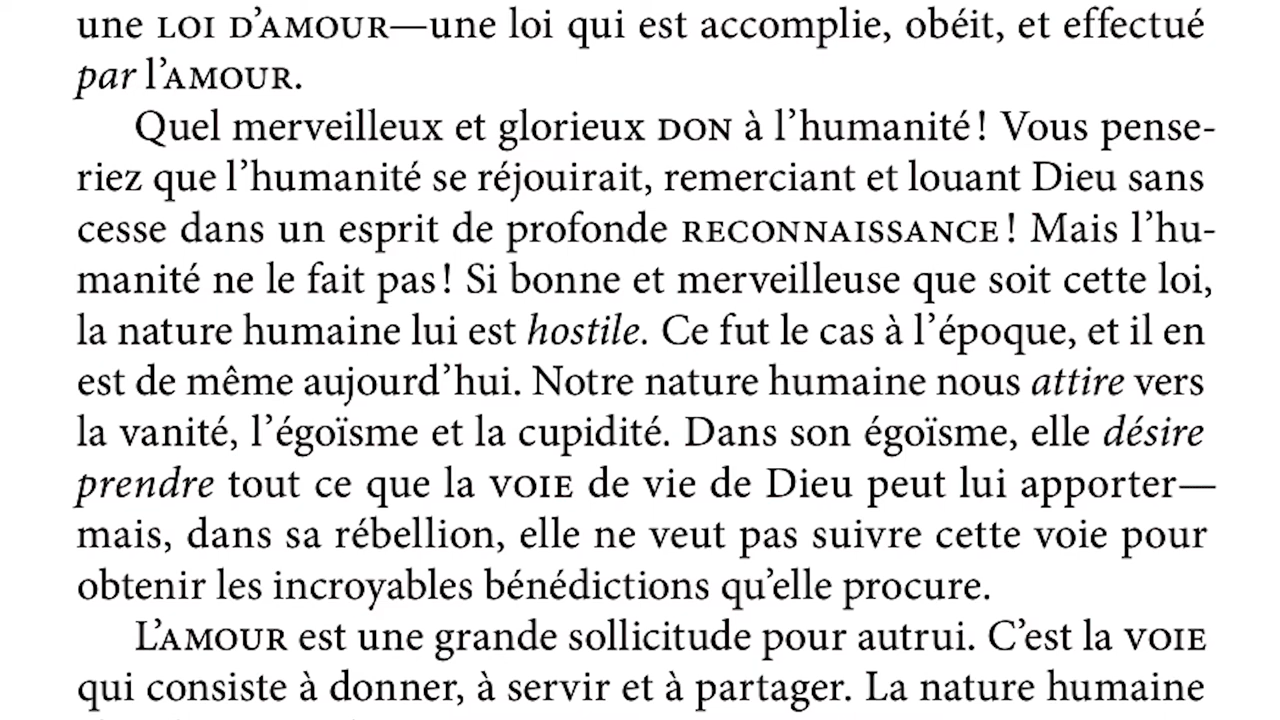 une LOI D’AMOUR—une loi qui est accomplie, obéit, et effectué
par l’AMOUR.
Quel merveilleux et glorieux DON à l’humanité ! Vous pense-
riez que l’humanité se réjouirait, remerciant et louant Dieu sans
cesse dans un esprit de profonde RECONNAISSANCE ! Mais l’hu-
manité ne le fait pas ! Si bonne et merveilleuse que soit cette loi,
la nature humaine lui est hostile. Ce fut le cas à l’époque, et il en
est de même aujourd’hui. Notre nature humaine nous attire vers
la vanité, l’égoïsme et la cupidité. Dans son égoïsme, elle désire
prendre tout ce que la VOIE de vie de Dieu peut lui apporter—
mais, dans sa rébellion, elle ne veut pas suivre cette voie pour
obtenir les incroyables bénédictions qu’elle procure.
L’AMOUR est une grande sollicitude pour autrui. C’est la VOIE
qui consiste à donner, à servir et à partager. La nature humaine